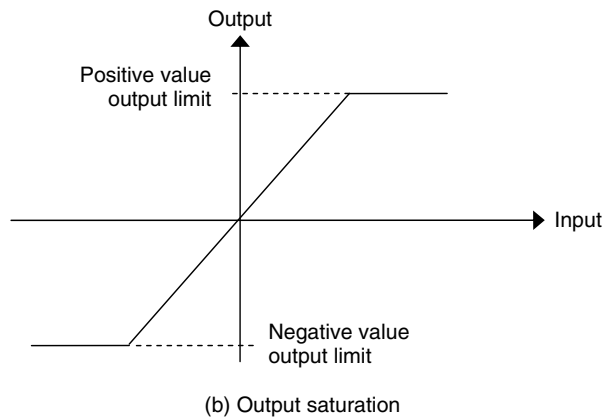 Output
Positive value
output limit
Input
Negative value
output limit
(b) Output saturation